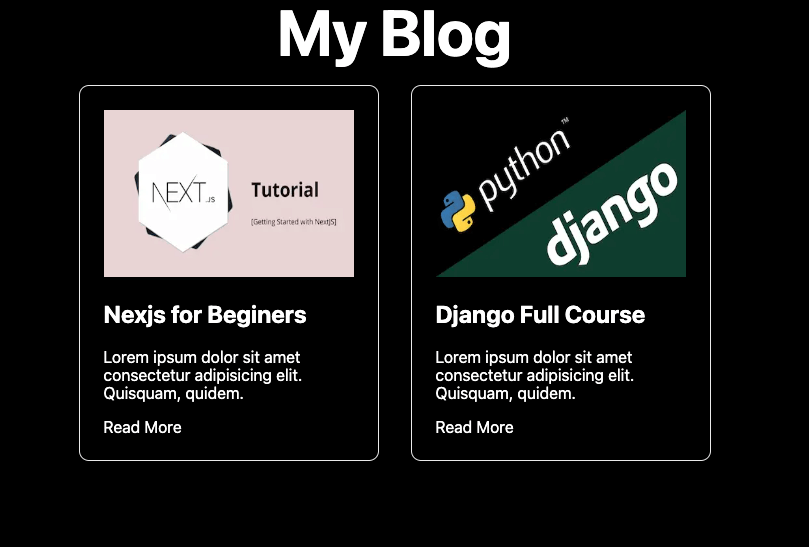 My Blog
NEXT.JS
Tutorial
[Getting Started with NextJS]
Nexjs for Beginers
Lorem ipsum dolor sit amet
consectetur adipisicing elit.
Quisquam, quidem.
Read More
python™
django
Django Full Course
Lorem ipsum dolor sit amet
consectetur adipisicing elit.
Quisquam, quidem.
Read More